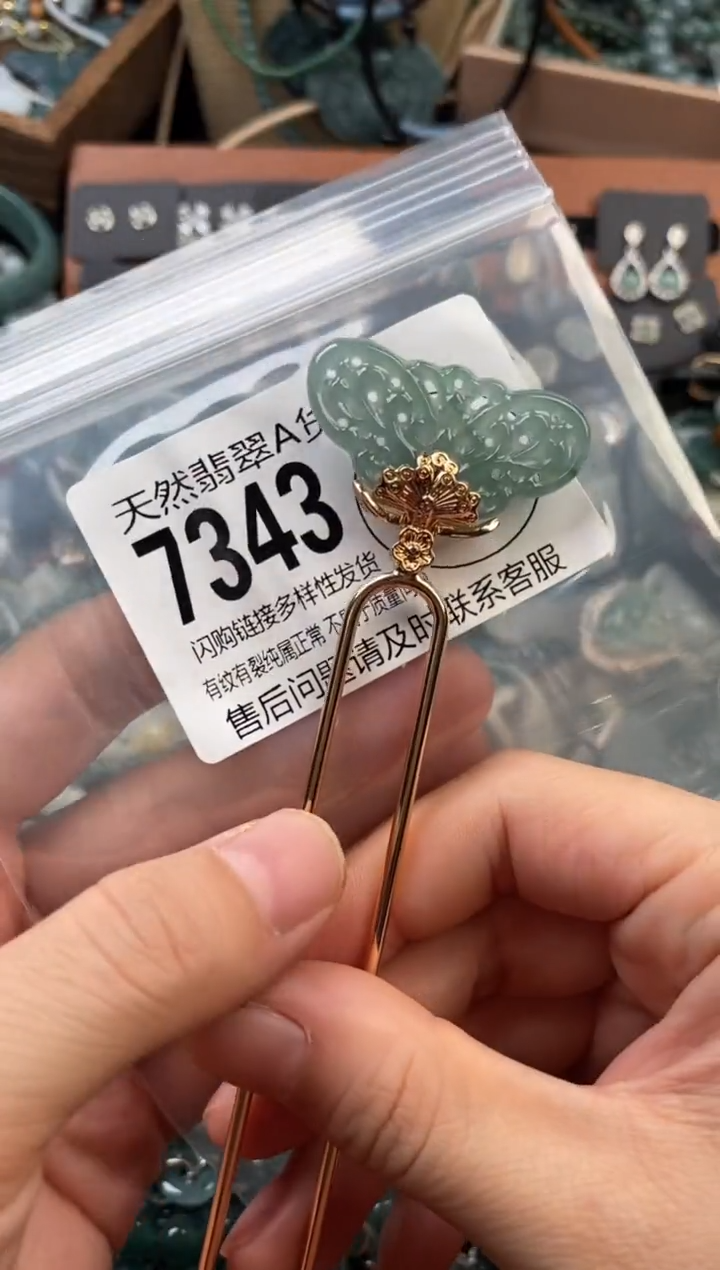 天然翡翠A货
7343
闪购链接多样性发货
有纹有裂纯属正常 不
售后问题请及时联系客服